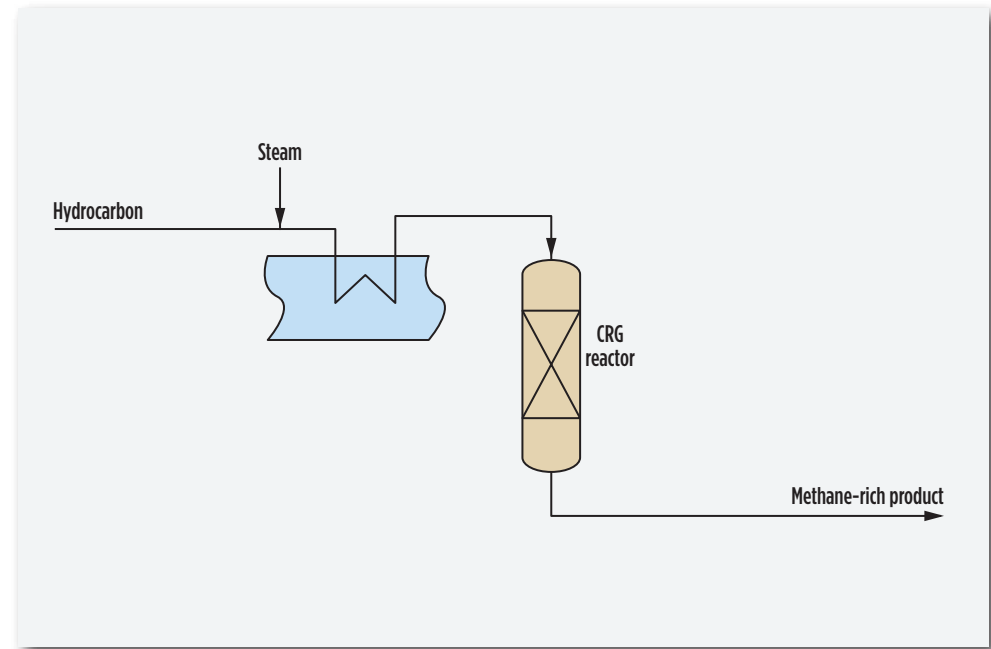 Steam
Hydrocarbon
CRG
reactor
Methane-rich product